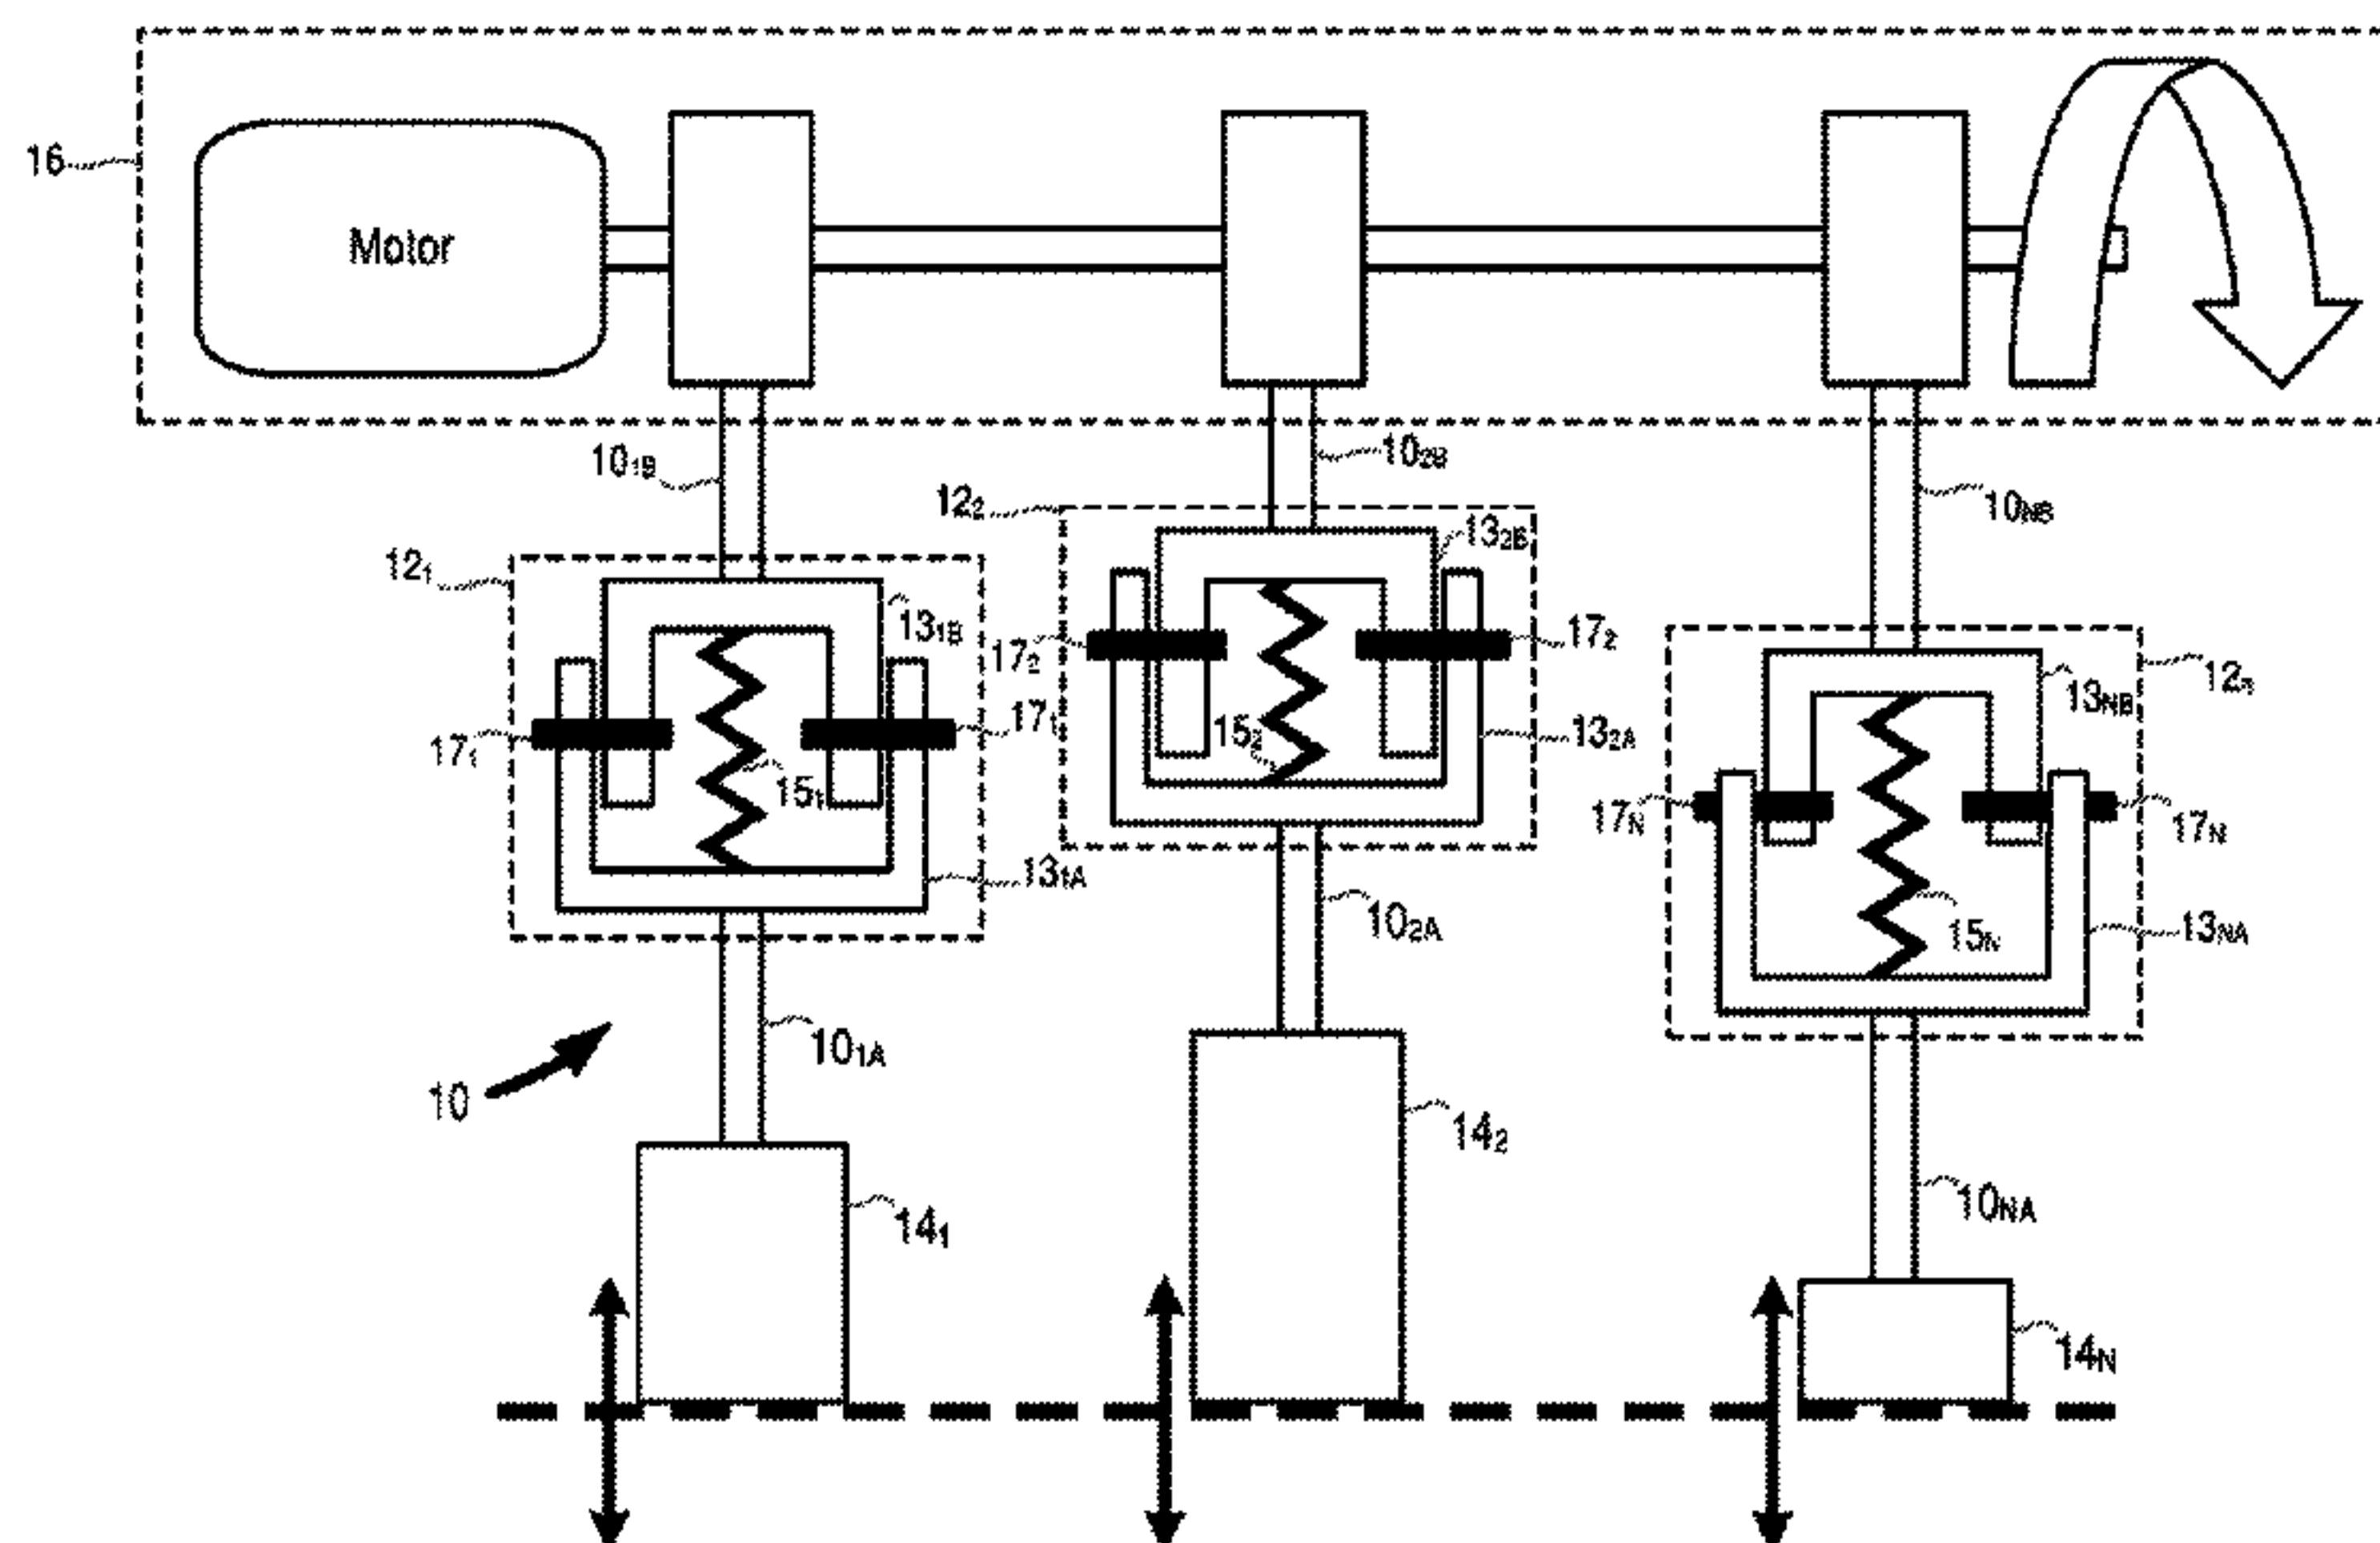 16
Motor
10₁B
10₂B
10NB
12₁
12₂
12n
13₁B
13₂B
13NB
17₁
17₁
17₂
17₂
17N
17N
15₁
15₂
15N
13₁A
13₂A
13NA
10
10₁A
10₂A
10NA
14₁
14₂
14N